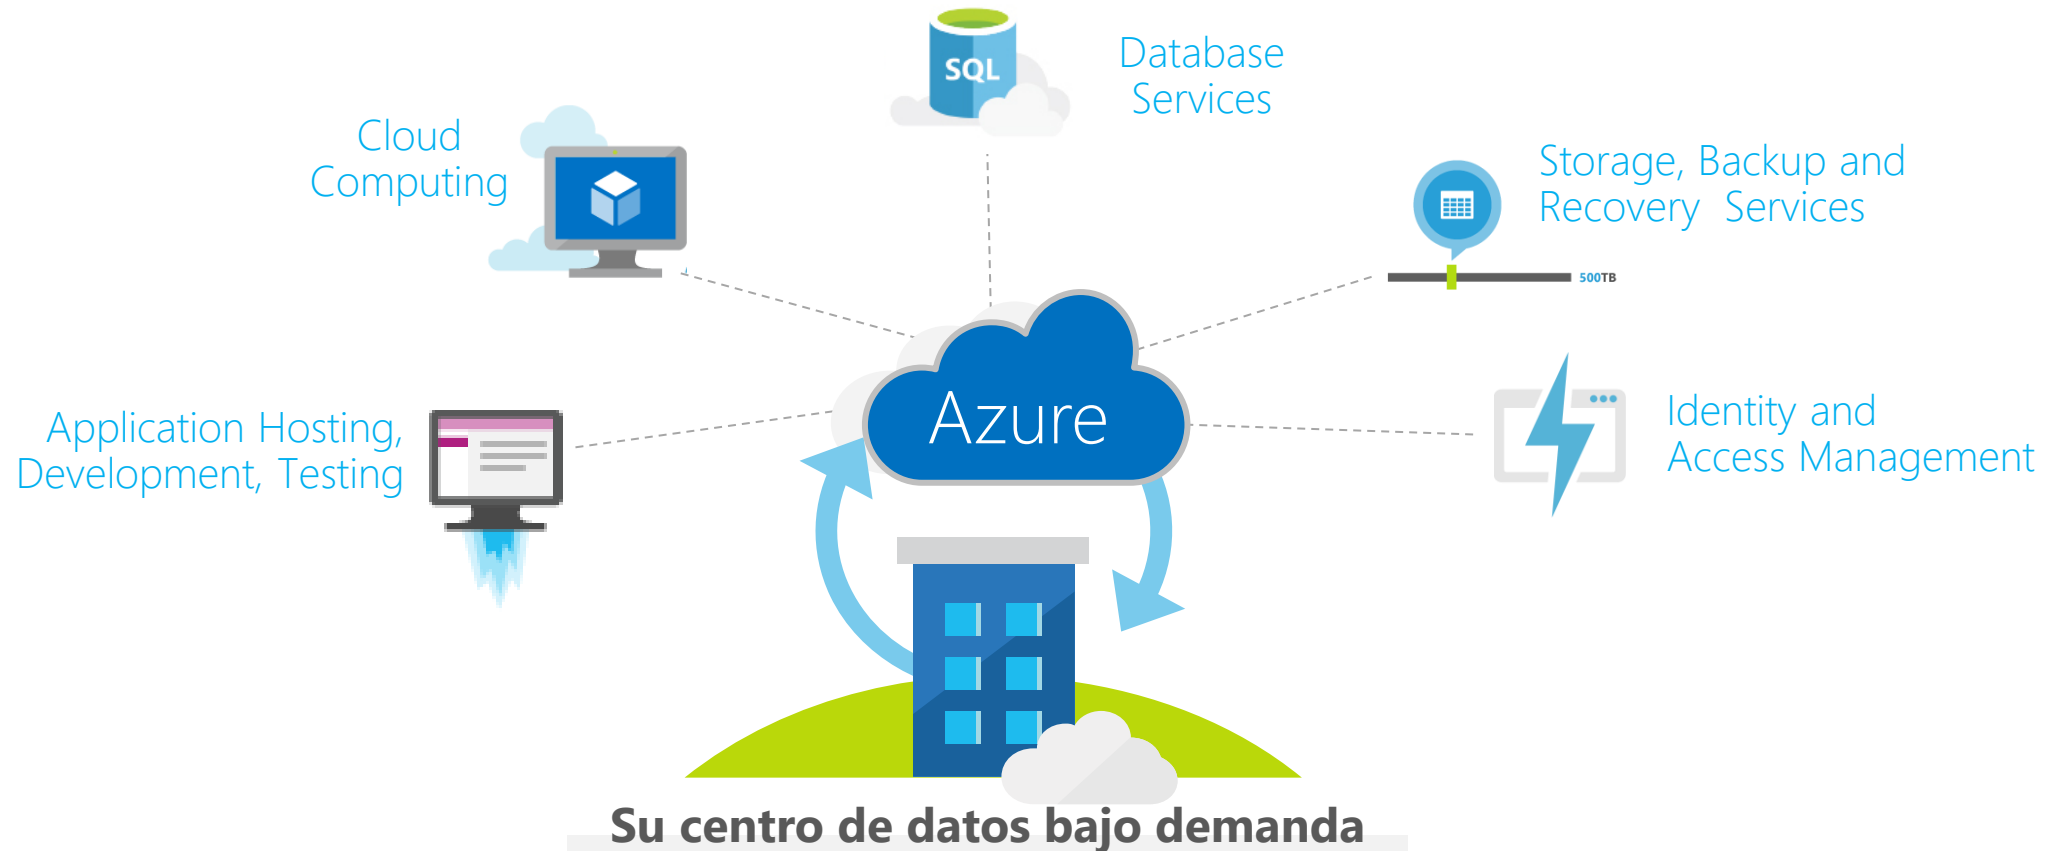 Database
Services
SQL
Cloud
Computing
Storage, Backup and
Recovery Services
500TB
Azure
Application Hosting,
Development, Testing
Identity and
Access Management
Su centro de datos bajo demanda